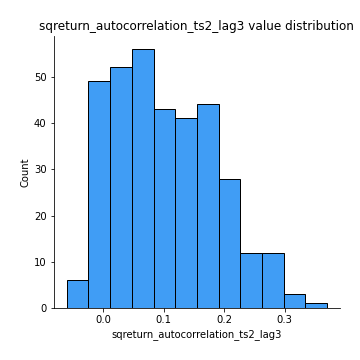 sqreturn_autocorrelation_ts2_lag3 value distribution
50
40
30
20
10
0
Count
0.0 0.1 0.2 0.3
sqreturn_autocorrelation_ts2_lag3